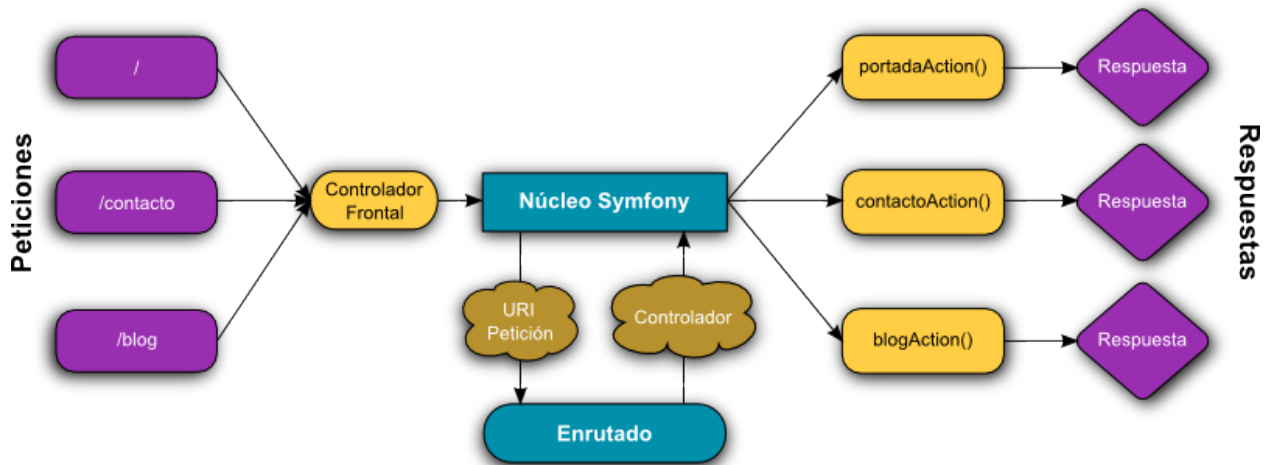 Peticiones
/
/contacto
/blog
Controlador
Frontal
Núcleo Symfony
URI
Petición
Controlador
Enrutado
portadaAction()
contactoAction()
blogAction()
Respuesta
Respuesta
Respuesta
Respuestas